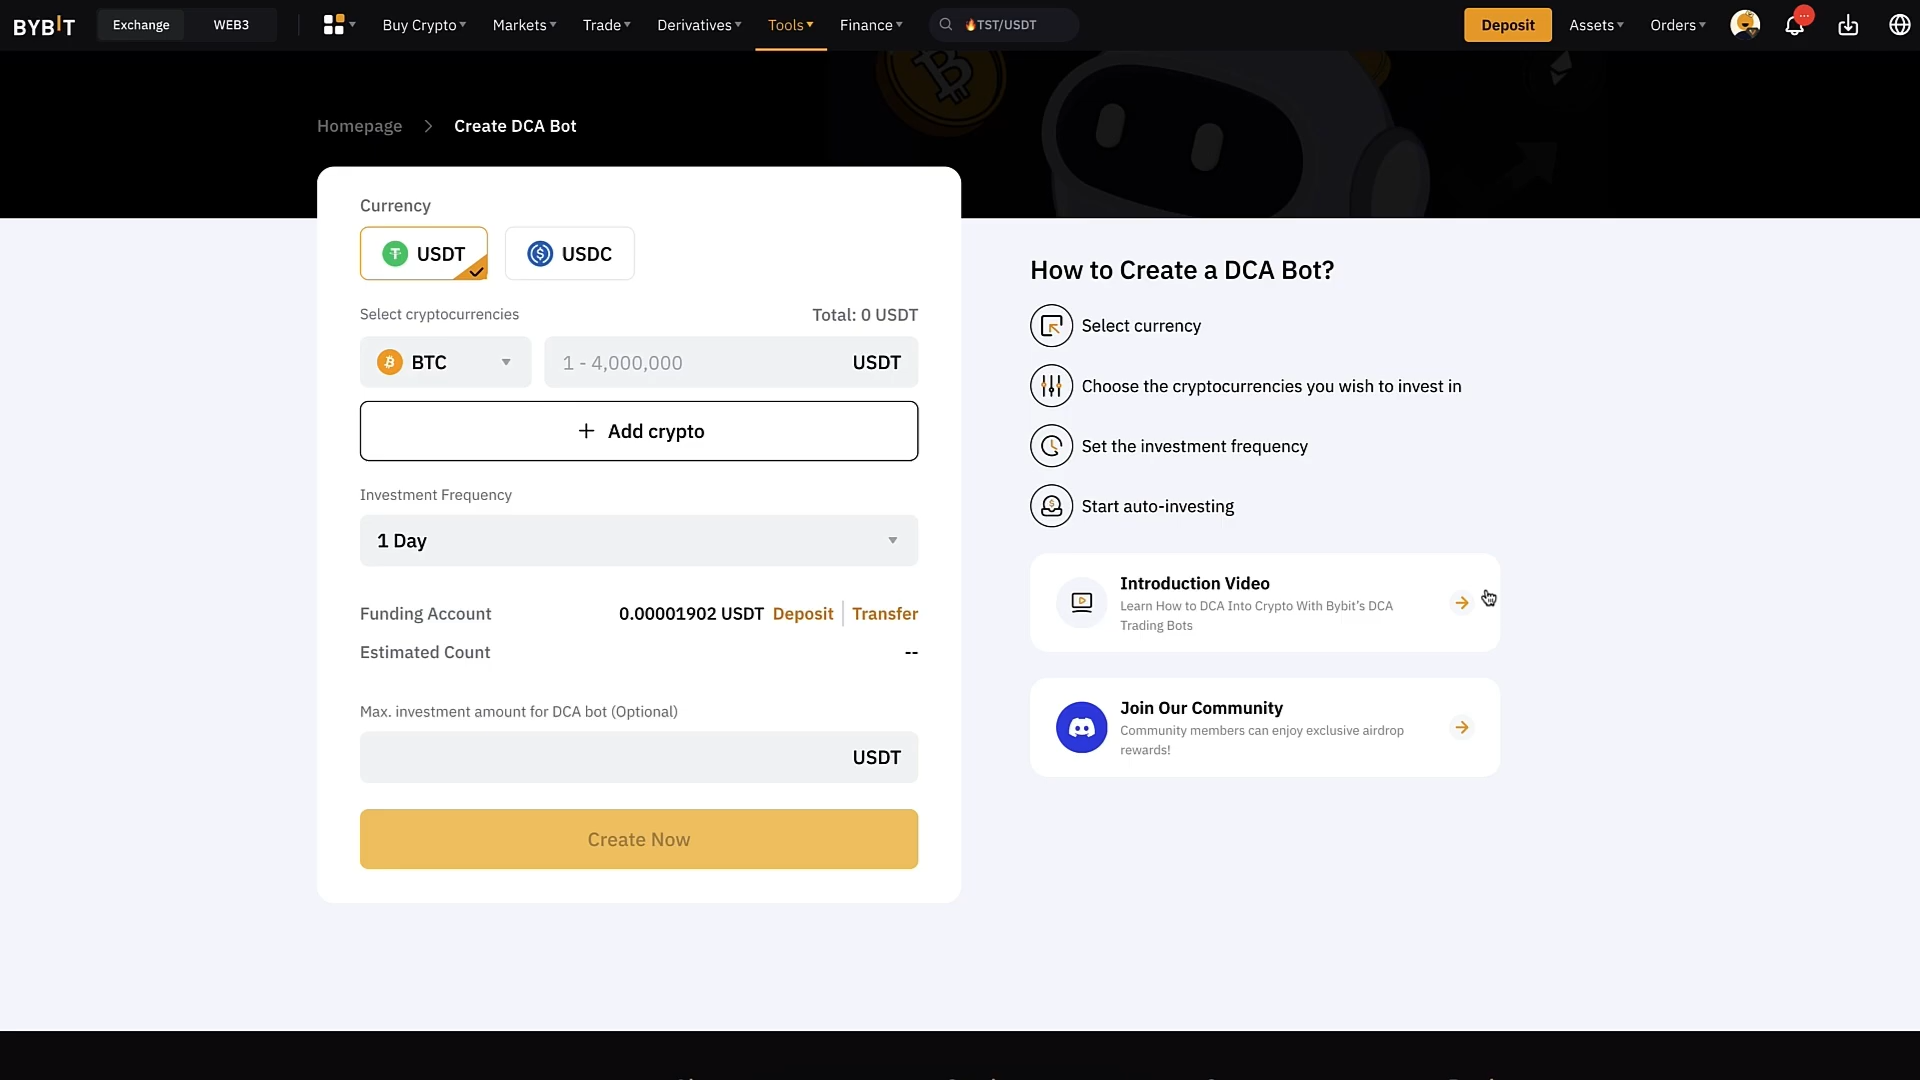 BYBIT Exchange WEB3 Buy Crypto Markets Trade Derivatives Tools Finance TST/USDT Deposit Assets Orders
Homepage Create DCA Bot
Currency
USDT USDC
Select cryptocurrencies Total: 0 USDT
BTC 1 - 4,000,000 USDT
+ Add crypto
Investment Frequency
1 Day
Funding Account 0.00001902 USDT Deposit Transfer
Estimated Count --
Max. investment amount for DCA bot (Optional)
USDT
Create Now
How to Create a DCA Bot?
Select currency
Choose the cryptocurrencies you wish to invest in
Set the investment frequency
Start auto-investing
Introduction Video
Learn How to DCA Into Crypto With Bybit's DCA
Trading Bots
Join Our Community
Community members can enjoy exclusive airdrop
rewards!